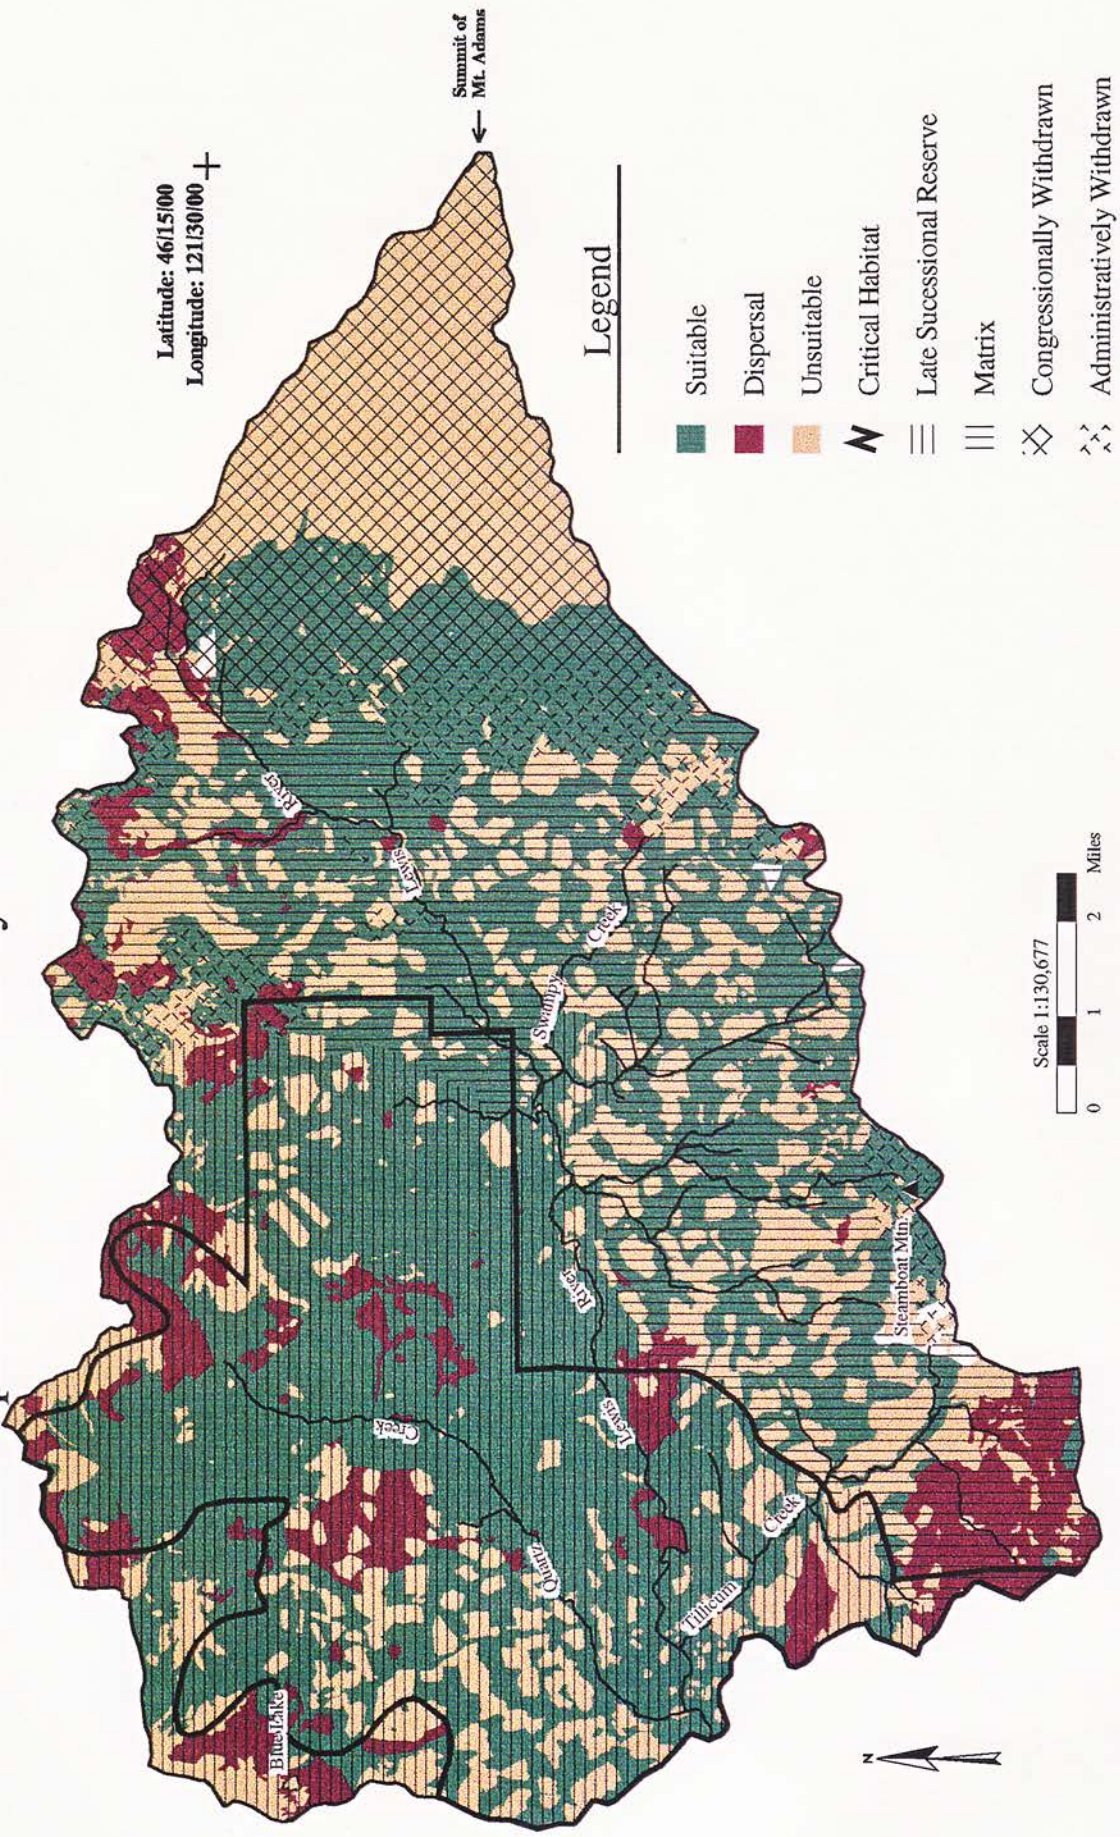 Latitude: 46/15/00
Longitude: 121/30/00
Summit of
Mt. Adams
Legend
Suitable
Dispersal
Unsuitable
Critical Habitat
Late Sucessional Reserve
Matrix
Congressionally Withdrawn
Administratively Withdrawn
River
Lewis
Creek
Swampy
River
Lewis
Creek
Quartz
Creek
Tillicum
Blue Lake
Steamboat Mtn.
N
Scale 1:130,677
0 1 2 Miles